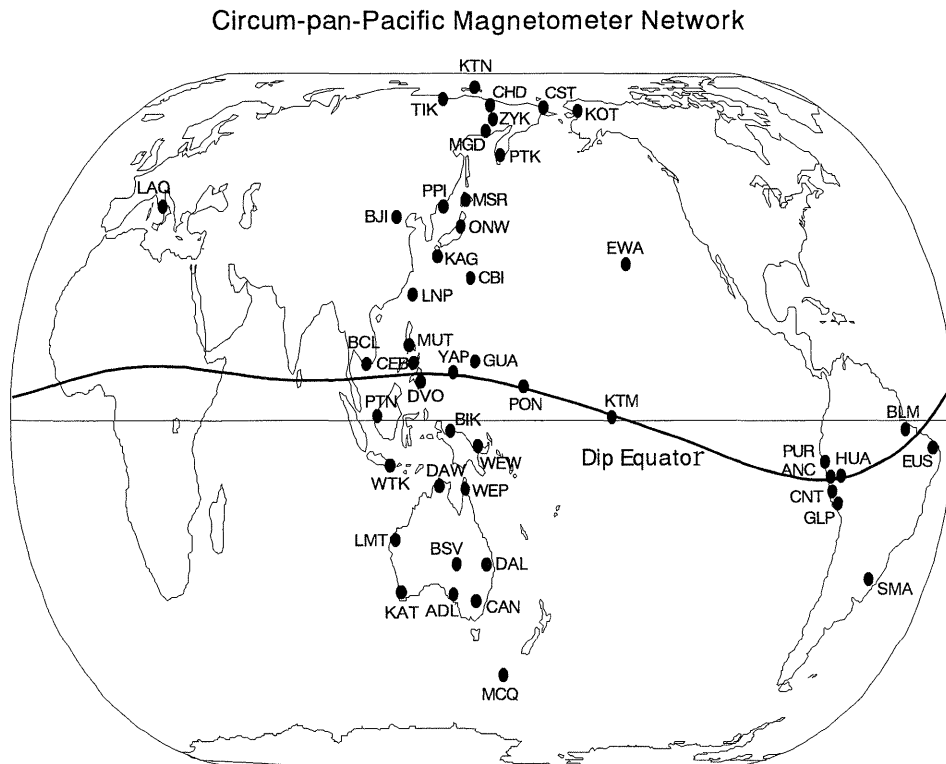 Circum-pan-Pacific Magnetometer Network
KTN
TIK
CHD
CST
ZYK
KOT
MGD
PTK
LAQ
PPI
MSR
BJI
ONW
EWA
KAG
CBI
LNP
BCL
MUT
CEB
YAP
GUA
DVO
PON
PTN
KTM
BIK
BLM
Dip Equator
WEW
PUR
HUA
EUS
WTK
DAW
WEP
ANC
CNT
GLP
LMT
BSV
DAL
SMA
KAT
ADL
CAN
MCQ